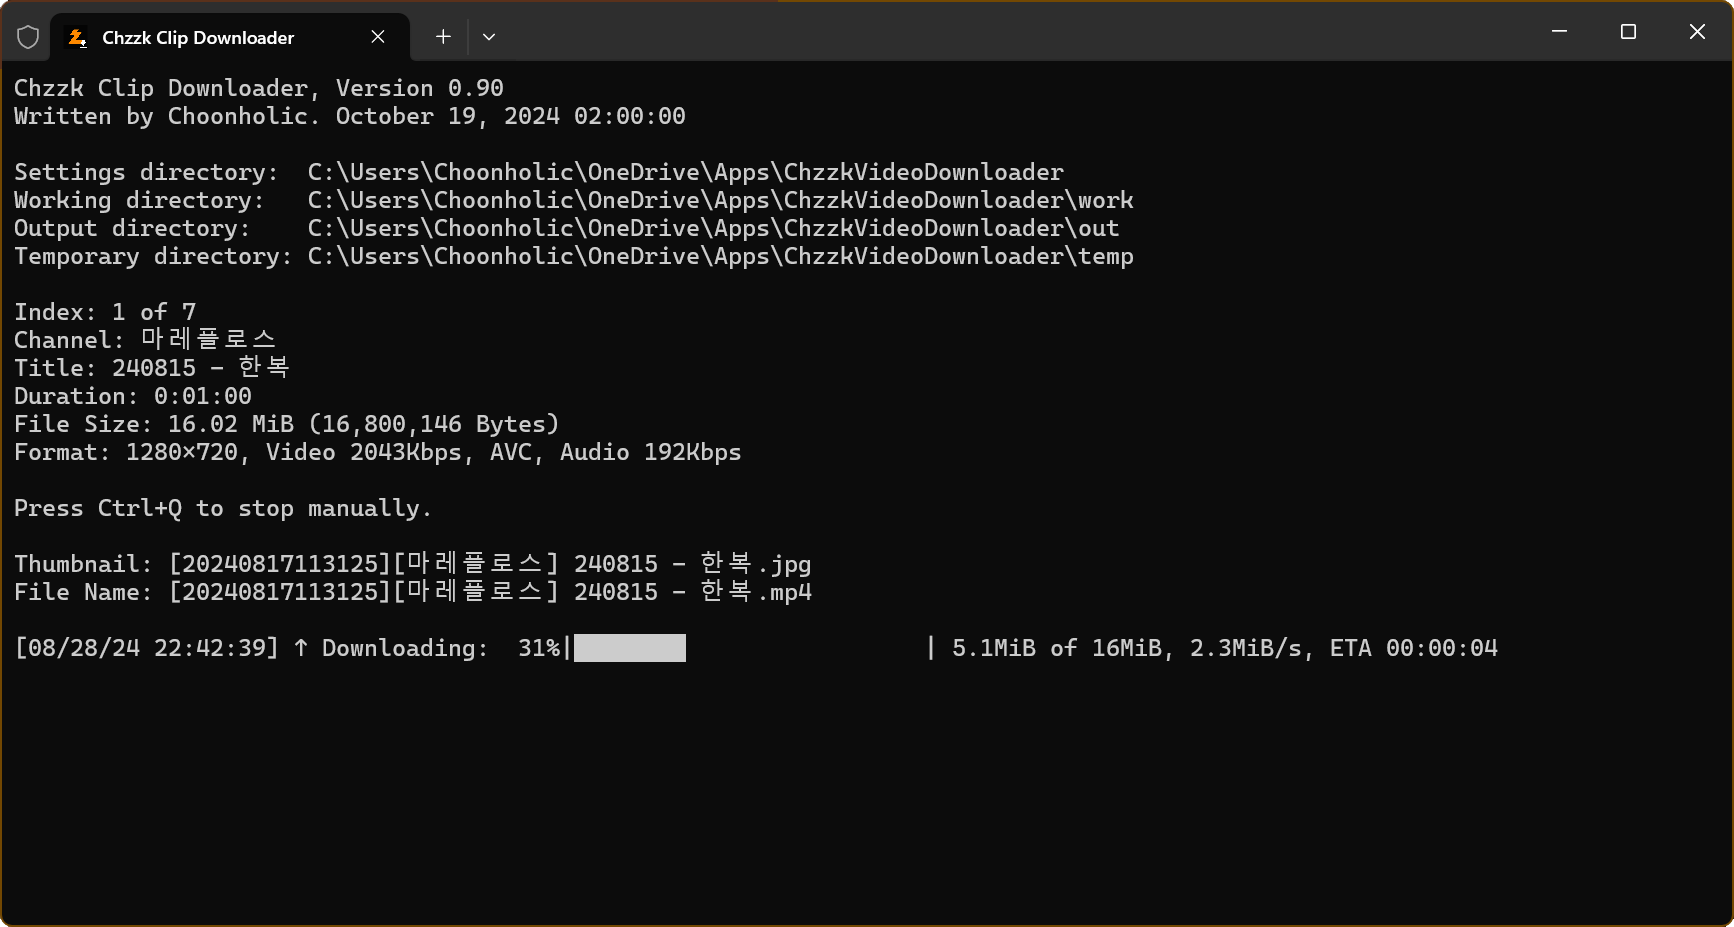 Chzzk Clip Downloader
Chzzk Clip Downloader, Version 0.90
Written by Choonholic. October 19, 2024 02:00:00
Settings directory:  C:\Users\Choonholic\OneDrive\Apps\ChzzkVideoDownloader
Working directory:   C:\Users\Choonholic\OneDrive\Apps\ChzzkVideoDownloader\work
Output directory:    C:\Users\Choonholic\OneDrive\Apps\ChzzkVideoDownloader\out
Temporary directory: C:\Users\Choonholic\OneDrive\Apps\ChzzkVideoDownloader\temp
Index: 1 of 7
Channel: 마레플로스
Title: 240815 - 한복
Duration: 0:01:00
File Size: 16.02 MiB (16,800,146 Bytes)
Format: 1280×720, Video 2043Kbps, AVC, Audio 192Kbps
Press Ctrl+Q to stop manually.
Thumbnail: [20240817113125][마레플로스] 240815 - 한복.jpg
File Name: [20240817113125][마레플로스] 240815 - 한복.mp4
[08/28/24 22:42:39] ↑ Downloading:  31%|        | 5.1MiB of 16MiB, 2.3MiB/s, ETA 00:00:04